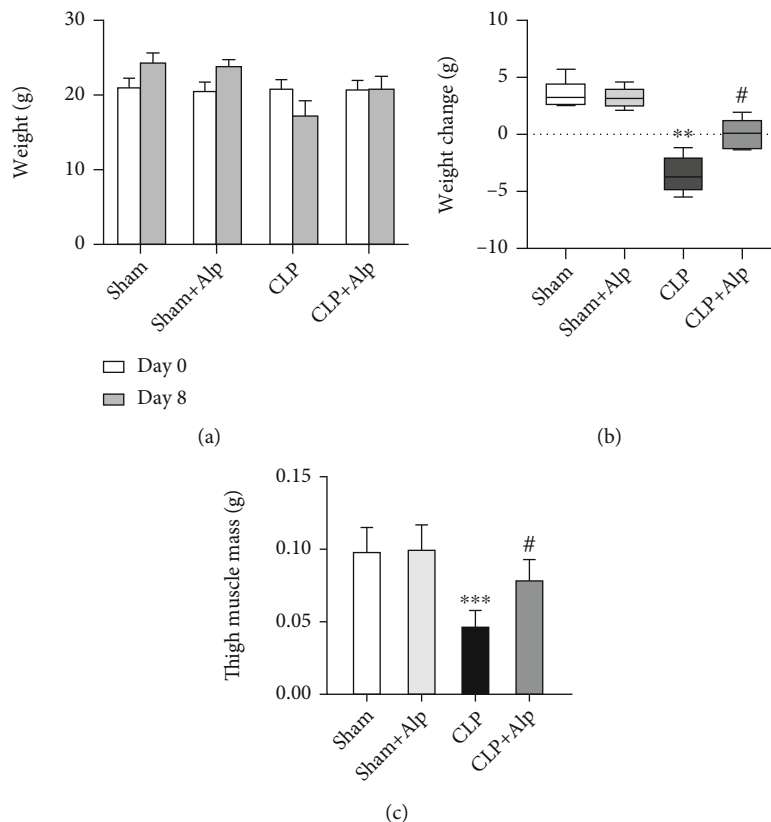 Weight (g)
30
20
10
0
Sham
Sham+Alp
CLP
CLP+Alp
Day 0
Day 8
(a)
Weight change (g)
10
5
0
−5
−10
**
#
Sham
Sham+Alp
CLP
CLP+Alp
(b)
Thigh muscle mass (g)
0.15
0.10
0.05
0.00
***
#
Sham
Sham+Alp
CLP
CLP+Alp
(c)